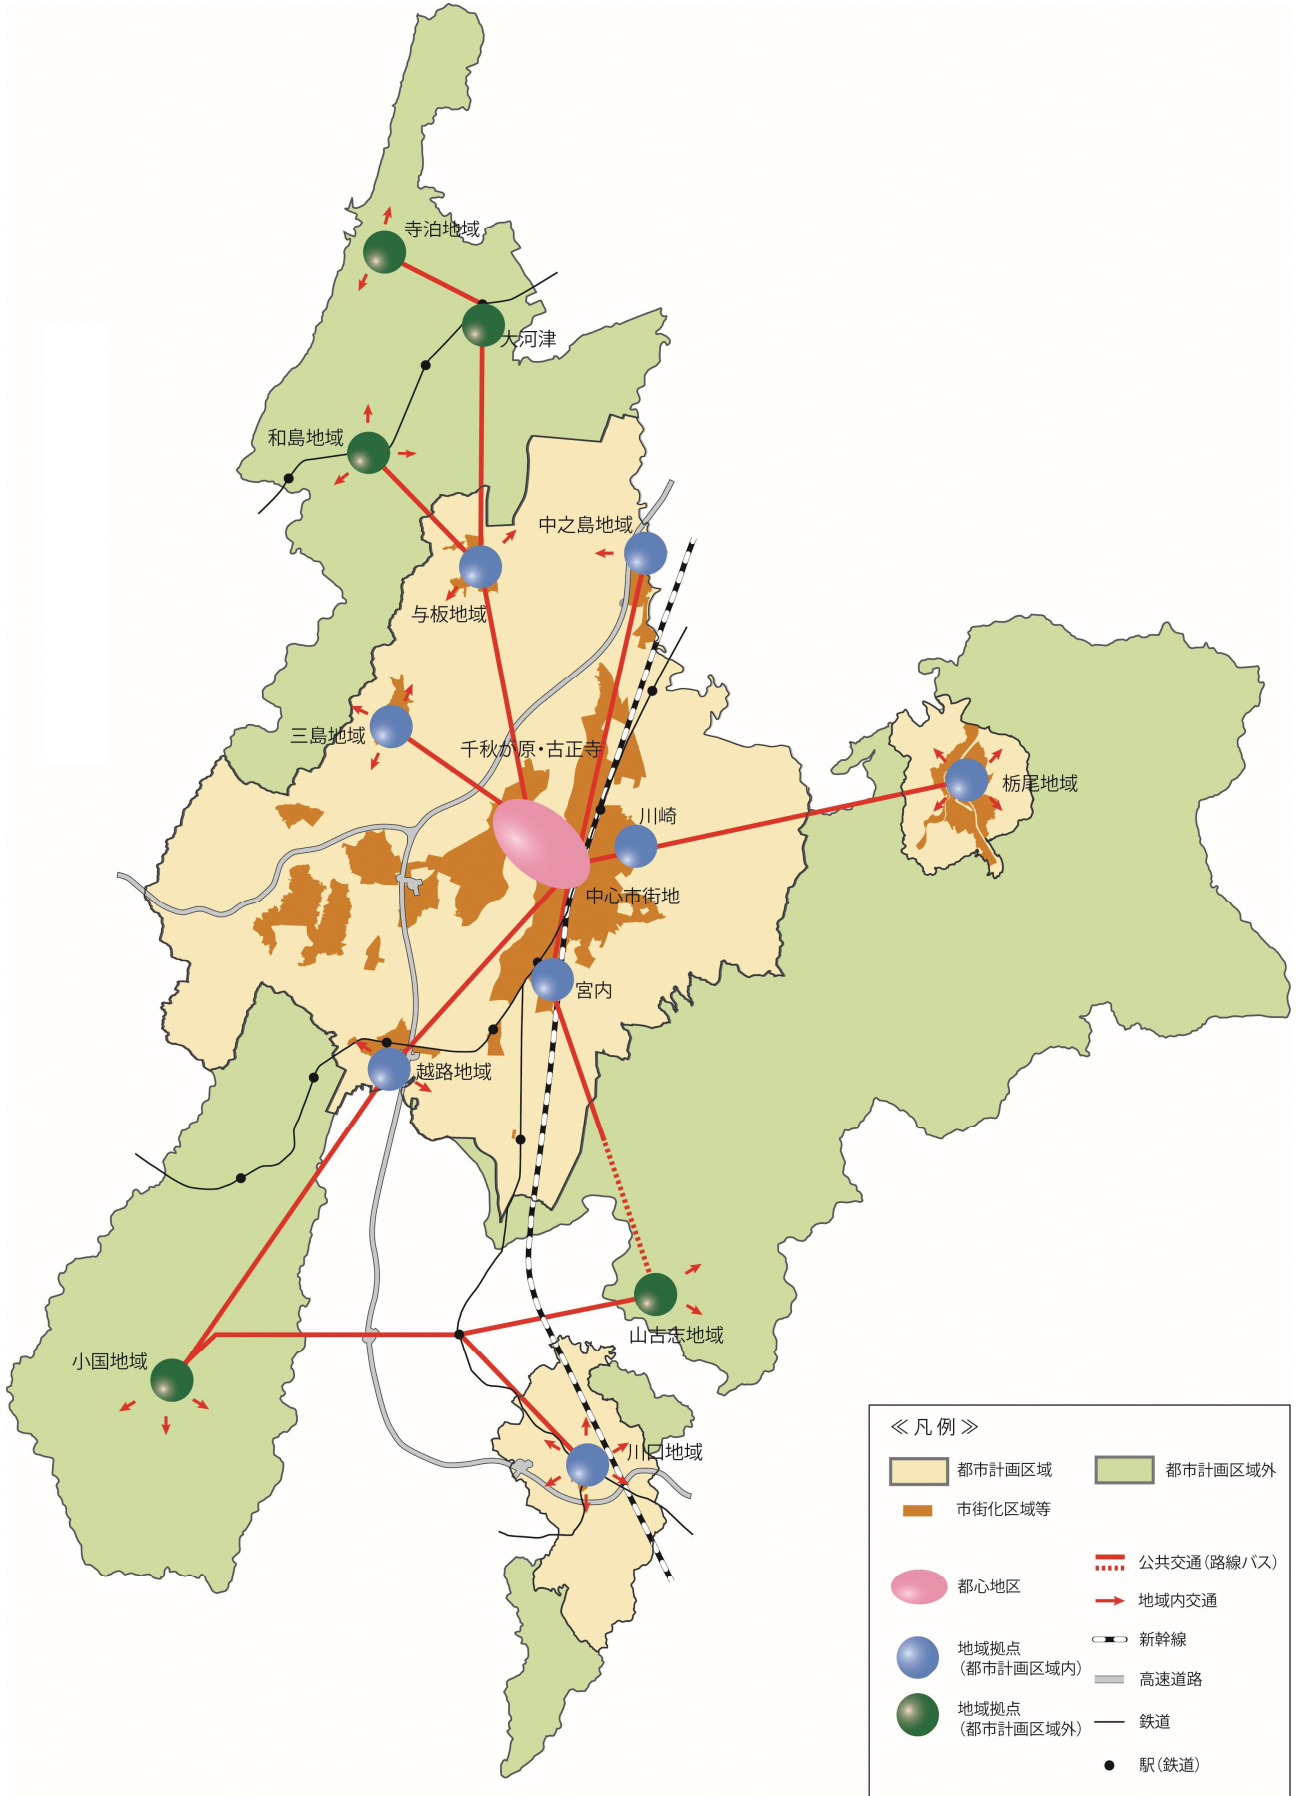 寺泊地域
大河津
和島地域
中之島地域
与板地域
三島地域
千秋が原・古正寺
栃尾地域
川崎
中心市街地
宮内
越路地域
山古志地域
小国地域
川口地域
≪凡例≫
都市計画区域
都市計画区域外
市街化区域等
公共交通(路線バス)
都心地区
地域内交通
新幹線
地域拠点
(都市計画区域内)
高速道路
地域拠点
(都市計画区域外)
鉄道
駅(鉄道)